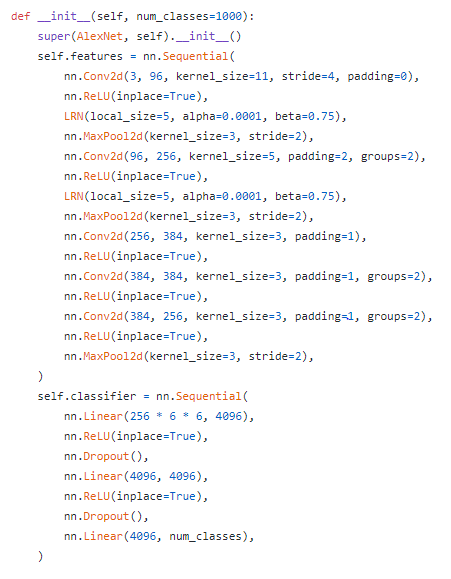 def __init__(self, num_classes=1000):
    super(AlexNet, self).__init__()
    self.features = nn.Sequential(
        nn.Conv2d(3, 96, kernel_size=11, stride=4, padding=0),
        nn.ReLU(inplace=True),
        LRN(local_size=5, alpha=0.0001, beta=0.75),
        nn.MaxPool2d(kernel_size=3, stride=2),
        nn.Conv2d(96, 256, kernel_size=5, padding=2, groups=2),
        nn.ReLU(inplace=True),
        LRN(local_size=5, alpha=0.0001, beta=0.75),
        nn.MaxPool2d(kernel_size=3, stride=2),
        nn.Conv2d(256, 384, kernel_size=3, padding=1),
        nn.ReLU(inplace=True),
        nn.Conv2d(384, 384, kernel_size=3, padding=1, groups=2),
        nn.ReLU(inplace=True),
        nn.Conv2d(384, 256, kernel_size=3, padding=1, groups=2),
        nn.ReLU(inplace=True),
        nn.MaxPool2d(kernel_size=3, stride=2),
    )
    self.classifier = nn.Sequential(
        nn.Linear(256 * 6 * 6, 4096),
        nn.ReLU(inplace=True),
        nn.Dropout(),
        nn.Linear(4096, 4096),
        nn.ReLU(inplace=True),
        nn.Dropout(),
        nn.Linear(4096, num_classes),
    )